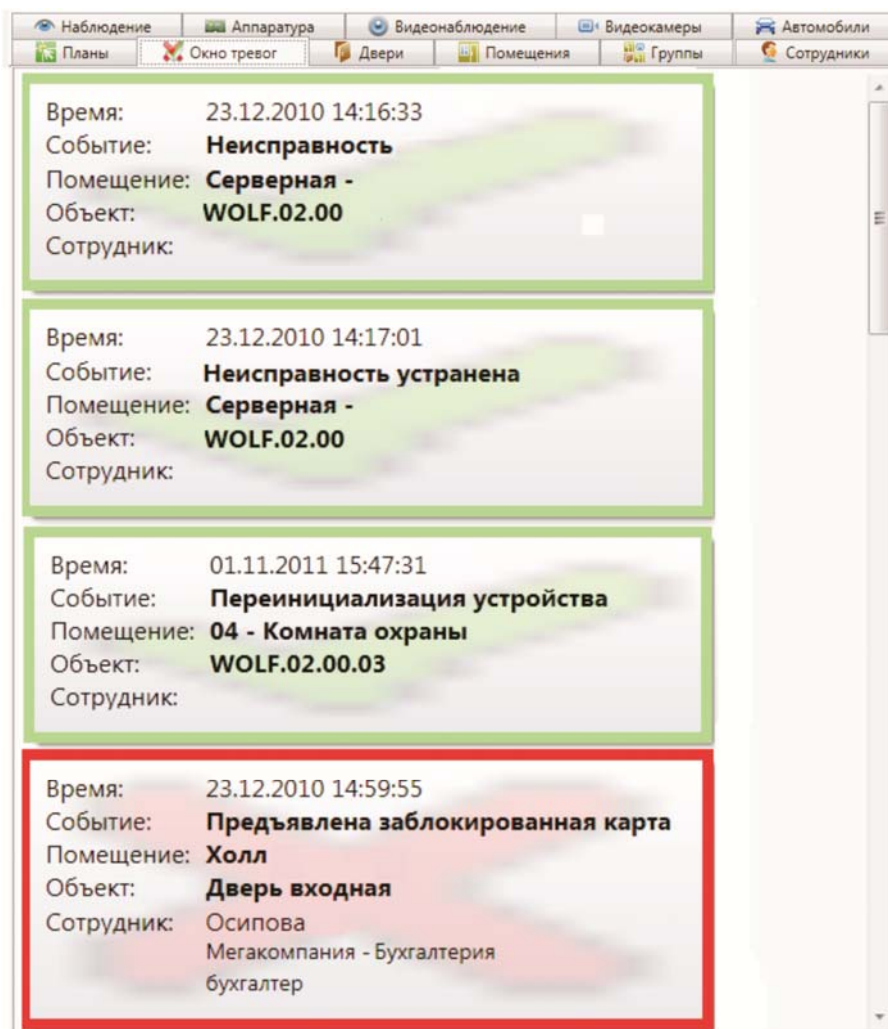 Наблюдение Аппаратура Видеонаблюдение Видеокамеры Автомобили
Планы Окно тревог Двери Помещения Группы Сотрудники
Время: 23.12.2010 14:16:33
Событие: Неисправность
Помещение: Серверная -
Объект: WOLF.02.00
Сотрудник:
Время: 23.12.2010 14:17:01
Событие: Неисправность устранена
Помещение: Серверная -
Объект: WOLF.02.00
Сотрудник:
Время: 01.11.2011 15:47:31
Событие: Переинициализация устройства
Помещение: 04 - Комната охраны
Объект: WOLF.02.00.03
Сотрудник:
Время: 23.12.2010 14:59:55
Событие: Предъявлена заблокированная карта
Помещение: Холл
Объект: Дверь входная
Сотрудник: Осипова
Мегакомпания - Бухгалтерия
бухгалтер